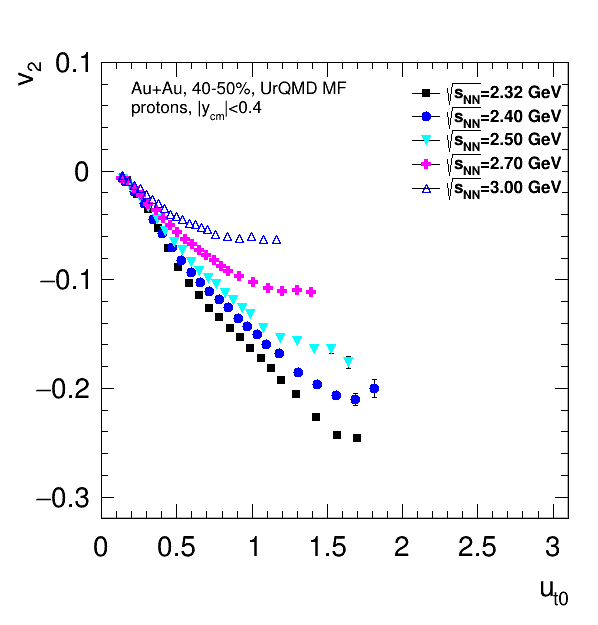 v2
0.1
0
−0.1
−0.2
−0.3
Au+Au, 40-50%, UrQMD MF
protons, |ycm|<0.4
√sNN=2.32 GeV
√sNN=2.40 GeV
√sNN=2.50 GeV
√sNN=2.70 GeV
√sNN=3.00 GeV
0 0.5 1 1.5 2 2.5 3
ut0